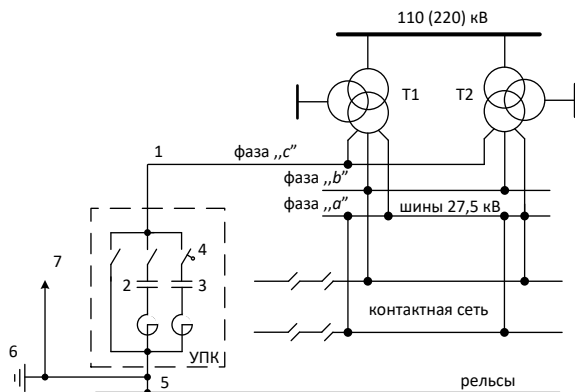 110 (220) кВ
Т1
Т2
1
фаза „c”
фаза „b”
фаза „a”
шины 27,5 кВ
7
4
2
3
контактная сеть
6
УПК
5
рельсы